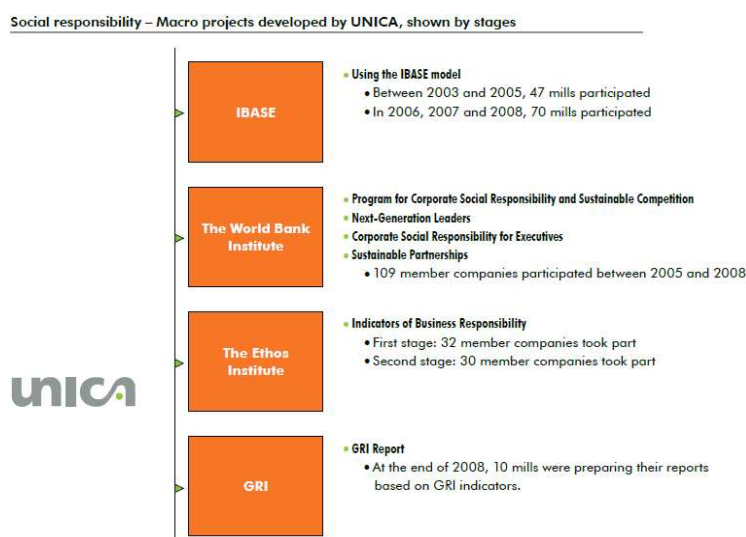 Social responsibility – Macro projects developed by UNICA, shown by stages
IBASE
• Using the IBASE model
• Between 2003 and 2005, 47 mills participated
• In 2006, 2007 and 2008, 70 mills participated
The World Bank
Institute
• Program for Corporate Social Responsibility and Sustainable Competition
• Next-Generation Leaders
• Corporate Social Responsibility for Executives
• Sustainable Partnerships
• 109 member companies participated between 2005 and 2008
The Ethos
Institute
• Indicators of Business Responsibility
• First stage: 32 member companies took part
• Second stage: 30 member companies took part
unica
GRI
• GRI Report
• At the end of 2008, 10 mills were preparing their reports
based on GRI indicators.